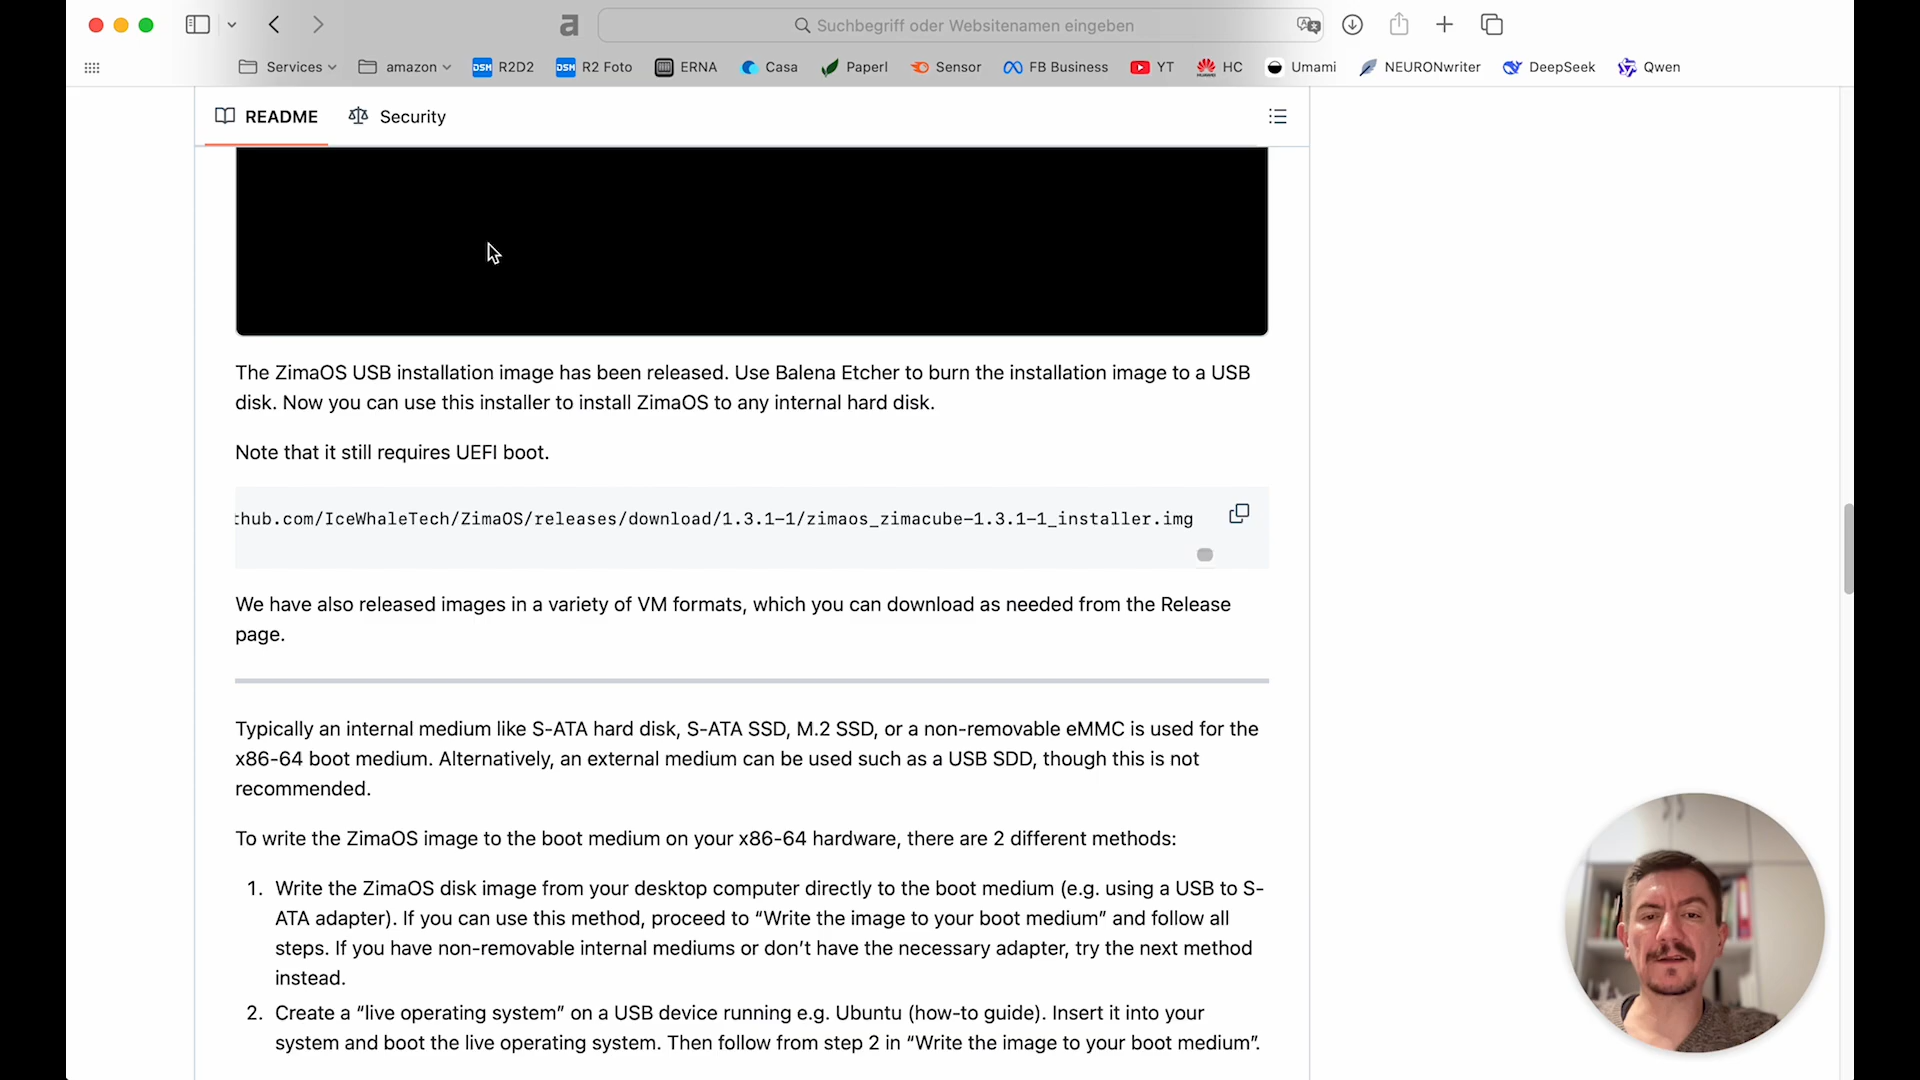 a
Suchbegriff oder Websitenamen eingeben
Services
amazon
DSM R2D2
DSM R2 Foto
ERNA
Casa
Paperl
Sensor
FB Business
YT
HC
Umami
NEURONwriter
DeepSeek
Qwen
README
Security
The ZimaOS USB installation image has been released. Use Balena Etcher to burn the installation image to a USB
disk. Now you can use this installer to install ZimaOS to any internal hard disk.
Note that it still requires UEFI boot.
thub.com/IceWhaleTech/ZimaOS/releases/download/1.3.1-1/zimaos_zimacube-1.3.1-1_installer.img
We have also released images in a variety of VM formats, which you can download as needed from the Release
page.
Typically an internal medium like S-ATA hard disk, S-ATA SSD, M.2 SSD, or a non-removable eMMC is used for the
x86-64 boot medium. Alternatively, an external medium can be used such as a USB SDD, though this is not
recommended.
To write the ZimaOS image to the boot medium on your x86-64 hardware, there are 2 different methods:
1. Write the ZimaOS disk image from your desktop computer directly to the boot medium (e.g. using a USB to S-
ATA adapter). If you can use this method, proceed to “Write the image to your boot medium” and follow all
steps. If you have non-removable internal mediums or don’t have the necessary adapter, try the next method
instead.
2. Create a “live operating system” on a USB device running e.g. Ubuntu (how-to guide). Insert it into your
system and boot the live operating system. Then follow from step 2 in “Write the image to your boot medium”.